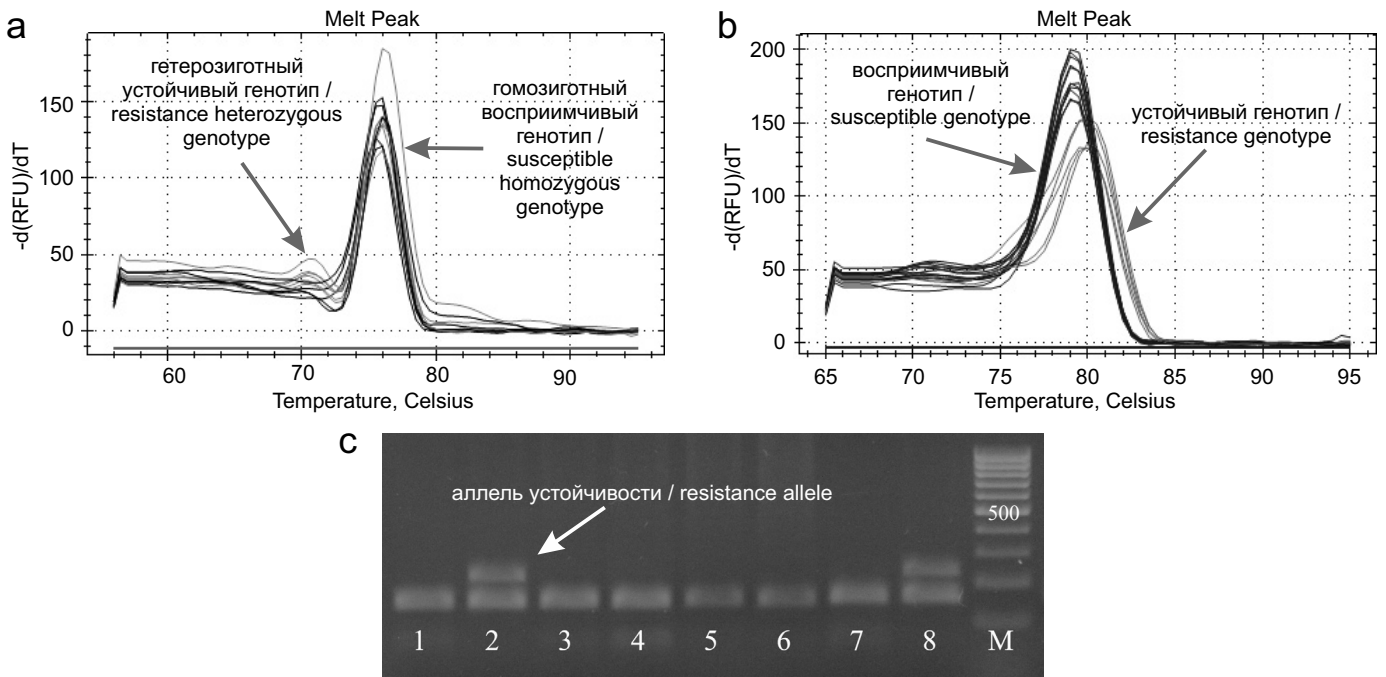 a
Melt Peak
гетерозиготный
устойчивый генотип /
resistance heterozygous
genotype
гомозиготный
восприимчивый
генотип /
susceptible
homozygous
genotype
-d(RFU)/dT
150
100
50
0
60
70
80
90
Temperature, Celsius
b
Melt Peak
восприимчивый
генотип /
susceptible genotype
устойчивый генотип /
resistance genotype
-d(RFU)/dT
200
150
100
50
0
65
70
75
80
85
90
95
Temperature, Celsius
c
аллель устойчивости / resistance allele
500
1 2 3 4 5 6 7 8 M